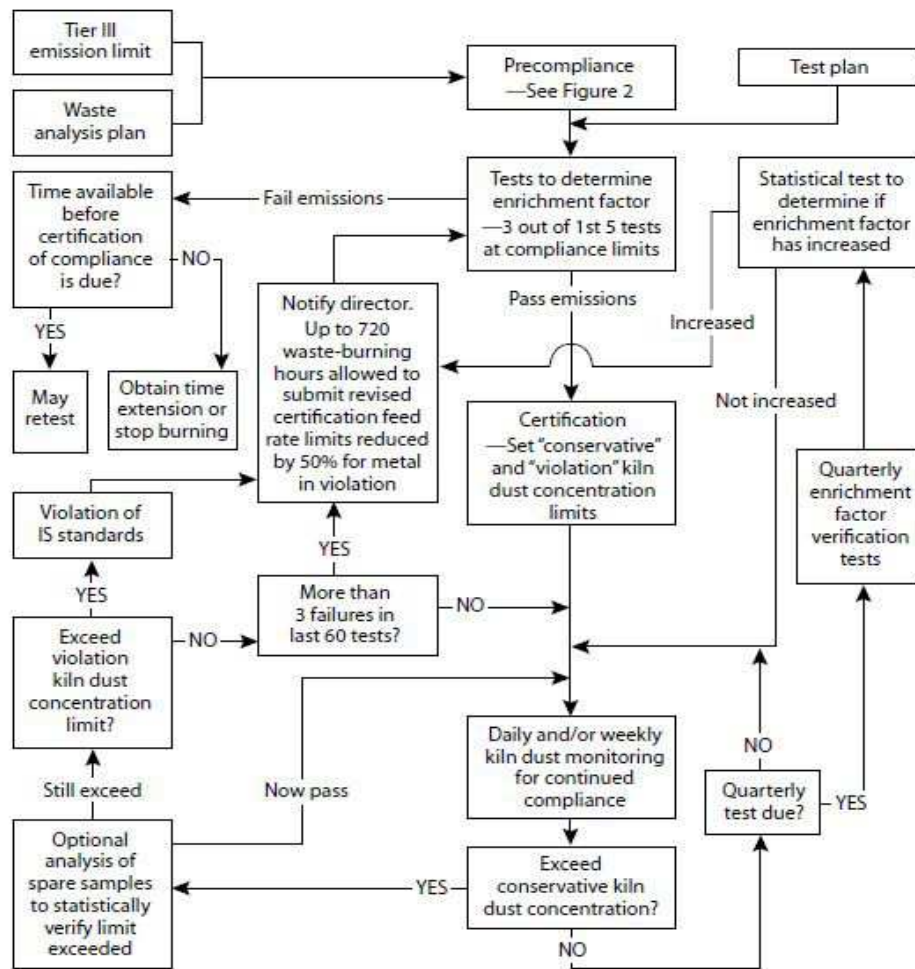 Tier III
emission limit
Precompliance
—See Figure 2
Test plan
Waste
analysis plan
Time available
before
certification
of compliance
is due?
Fail emissions
Tests to determine
enrichment factor
—3 out of 1st 5 tests
at compliance limits
Statistical test to
determine if
enrichment factor
has increased
NO
YES
Notify director.
Up to 720
waste-burning
hours allowed to
submit revised
certification feed
rate limits reduced
by 50% for metal
in violation
Pass emissions
Increased
May
retest
Obtain time
extension or
stop burning
Certification
—Set “conservative”
and “violation” kiln
dust concentration
limits
Not increased
Quarterly
enrichment
factor
verification
tests
Violation of
IS standards
YES
YES
More than
3 failures in
last 60 tests?
NO
NO
Exceed
violation
kiln dust
concentration
limit?
Daily and/or weekly
kiln dust monitoring
for continued
compliance
NO
Quarterly
test due?
YES
Still exceed
Now pass
Optional
analysis of
spare samples
to statistically
verify limit
exceeded
YES
Exceed
conservative kiln
dust concentration?
NO